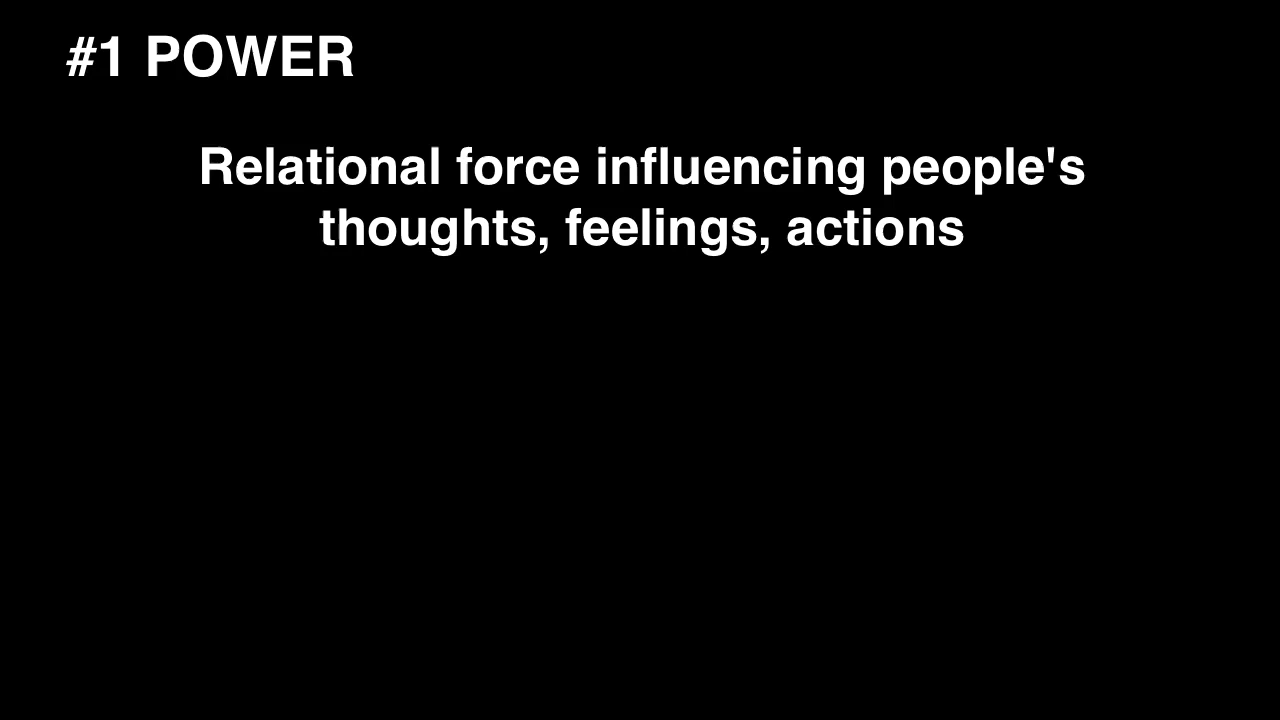 #1 POWER
Relational force influencing people's
thoughts, feelings, actions